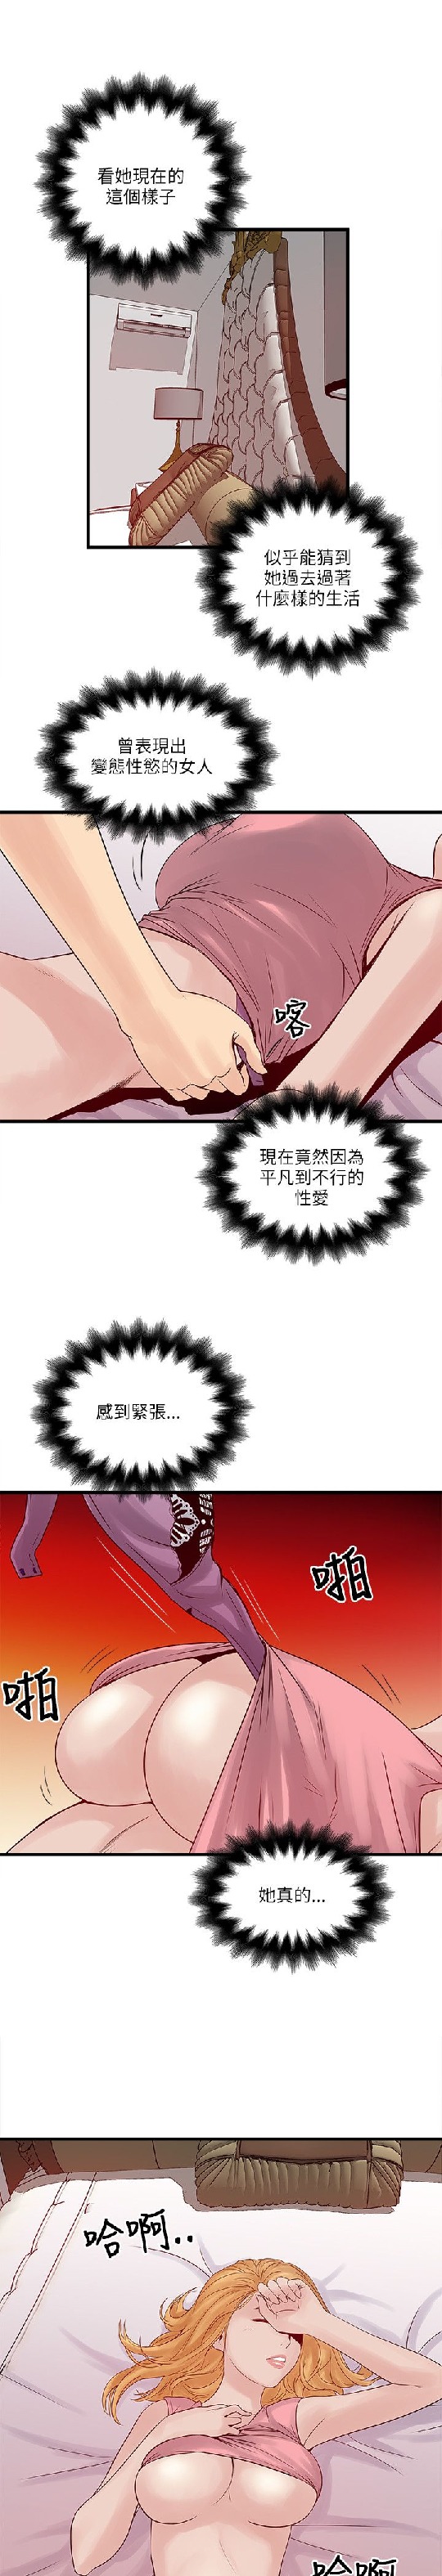 看她現在的
這個樣子
似乎能猜到
她過去過著
什麼樣的生活
曾表現出
變態性慾的女人
喀
現在竟然因為
平凡到不行的
性愛
感到緊張...
啪
啪
她真的...
哈啊..
哈啊